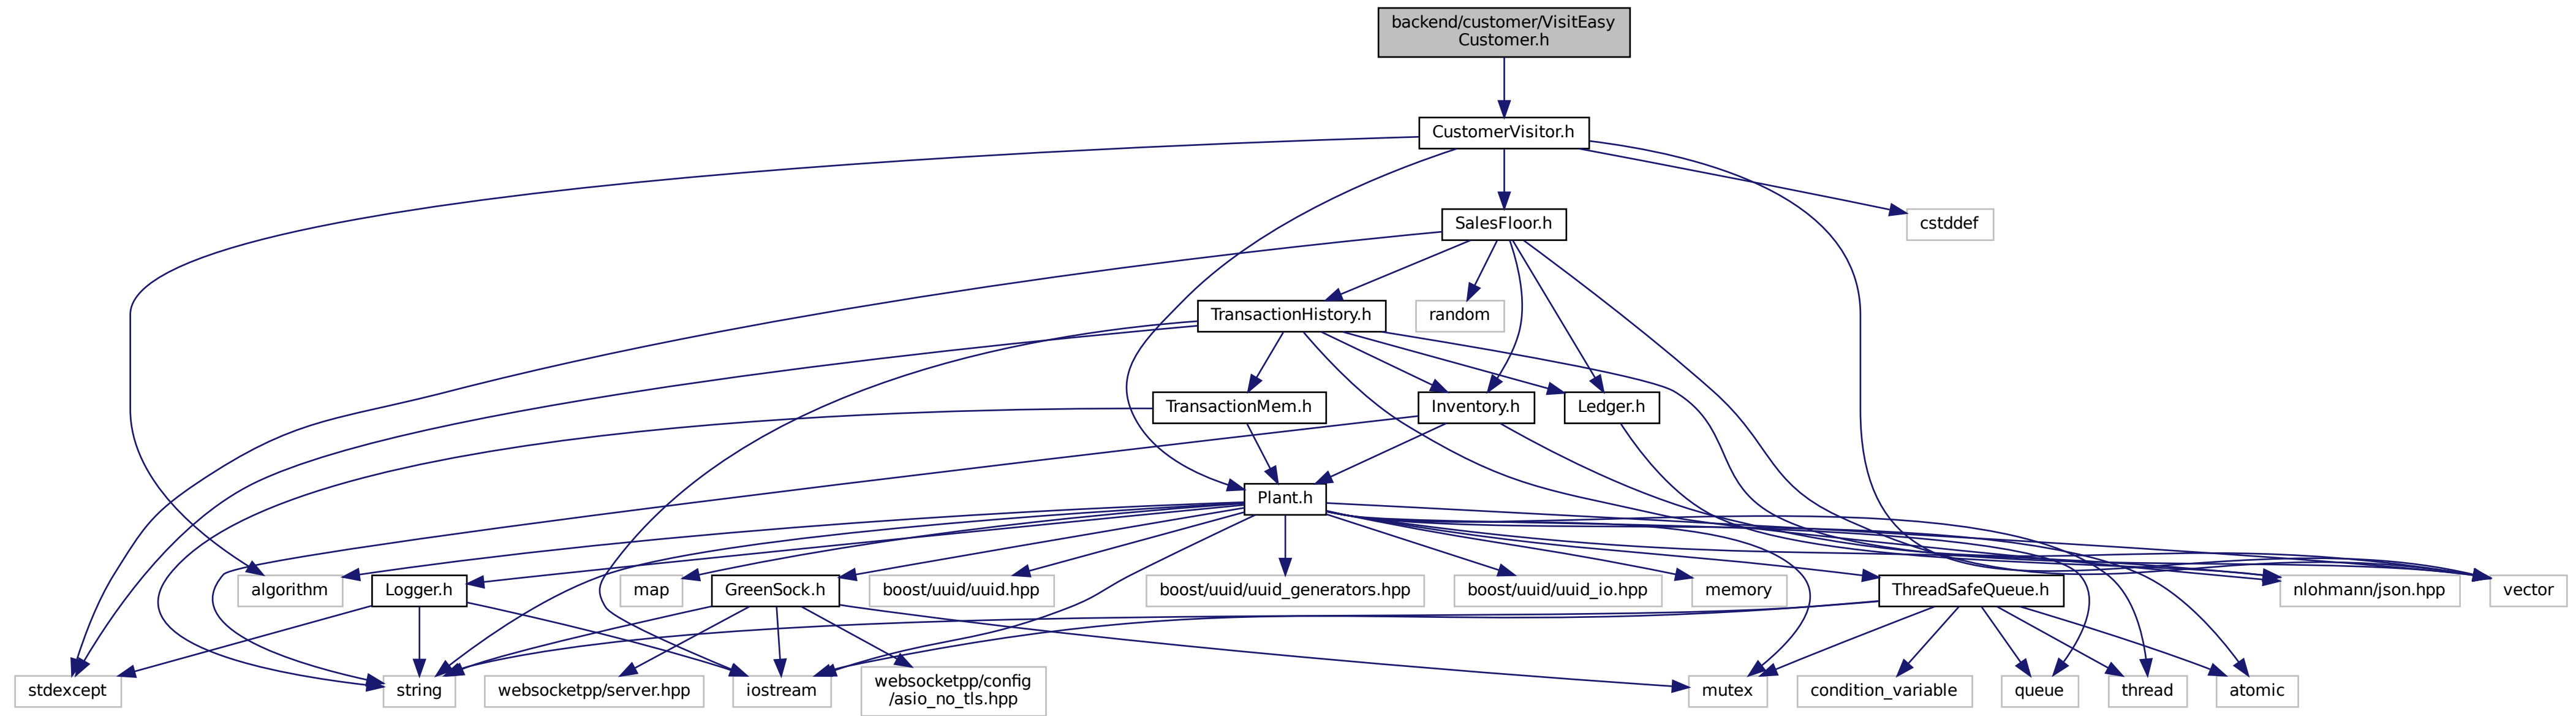 backend/customer/VisitEasy
Customer.h
CustomerVisitor.h
SalesFloor.h
cstddef
TransactionHistory.h
random
TransactionMem.h
Inventory.h
Ledger.h
Plant.h
algorithm
Logger.h
map
GreenSock.h
boost/uuid/uuid.hpp
boost/uuid/uuid_generators.hpp
boost/uuid/uuid_io.hpp
memory
ThreadSafeQueue.h
nlohmann/json.hpp
vector
stdexcept
string
websocketpp/server.hpp
iostream
websocketpp/config
/asio_no_tls.hpp
mutex
condition_variable
queue
thread
atomic